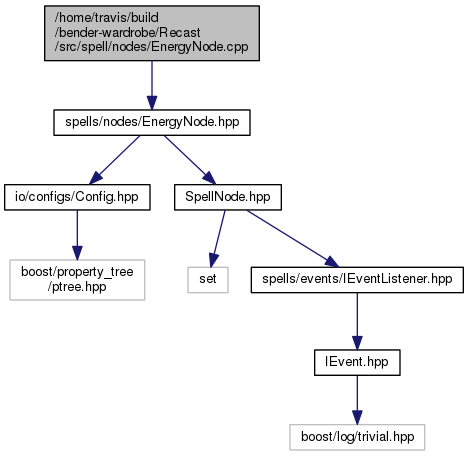 /home/travis/build
/bender-wardrobe/Recast
/src/spell/nodes/EnergyNode.cpp
spells/nodes/EnergyNode.hpp
io/configs/Config.hpp
SpellNode.hpp
boost/property_tree
/ptree.hpp
set
spells/events/IEventListener.hpp
IEvent.hpp
boost/log/trivial.hpp